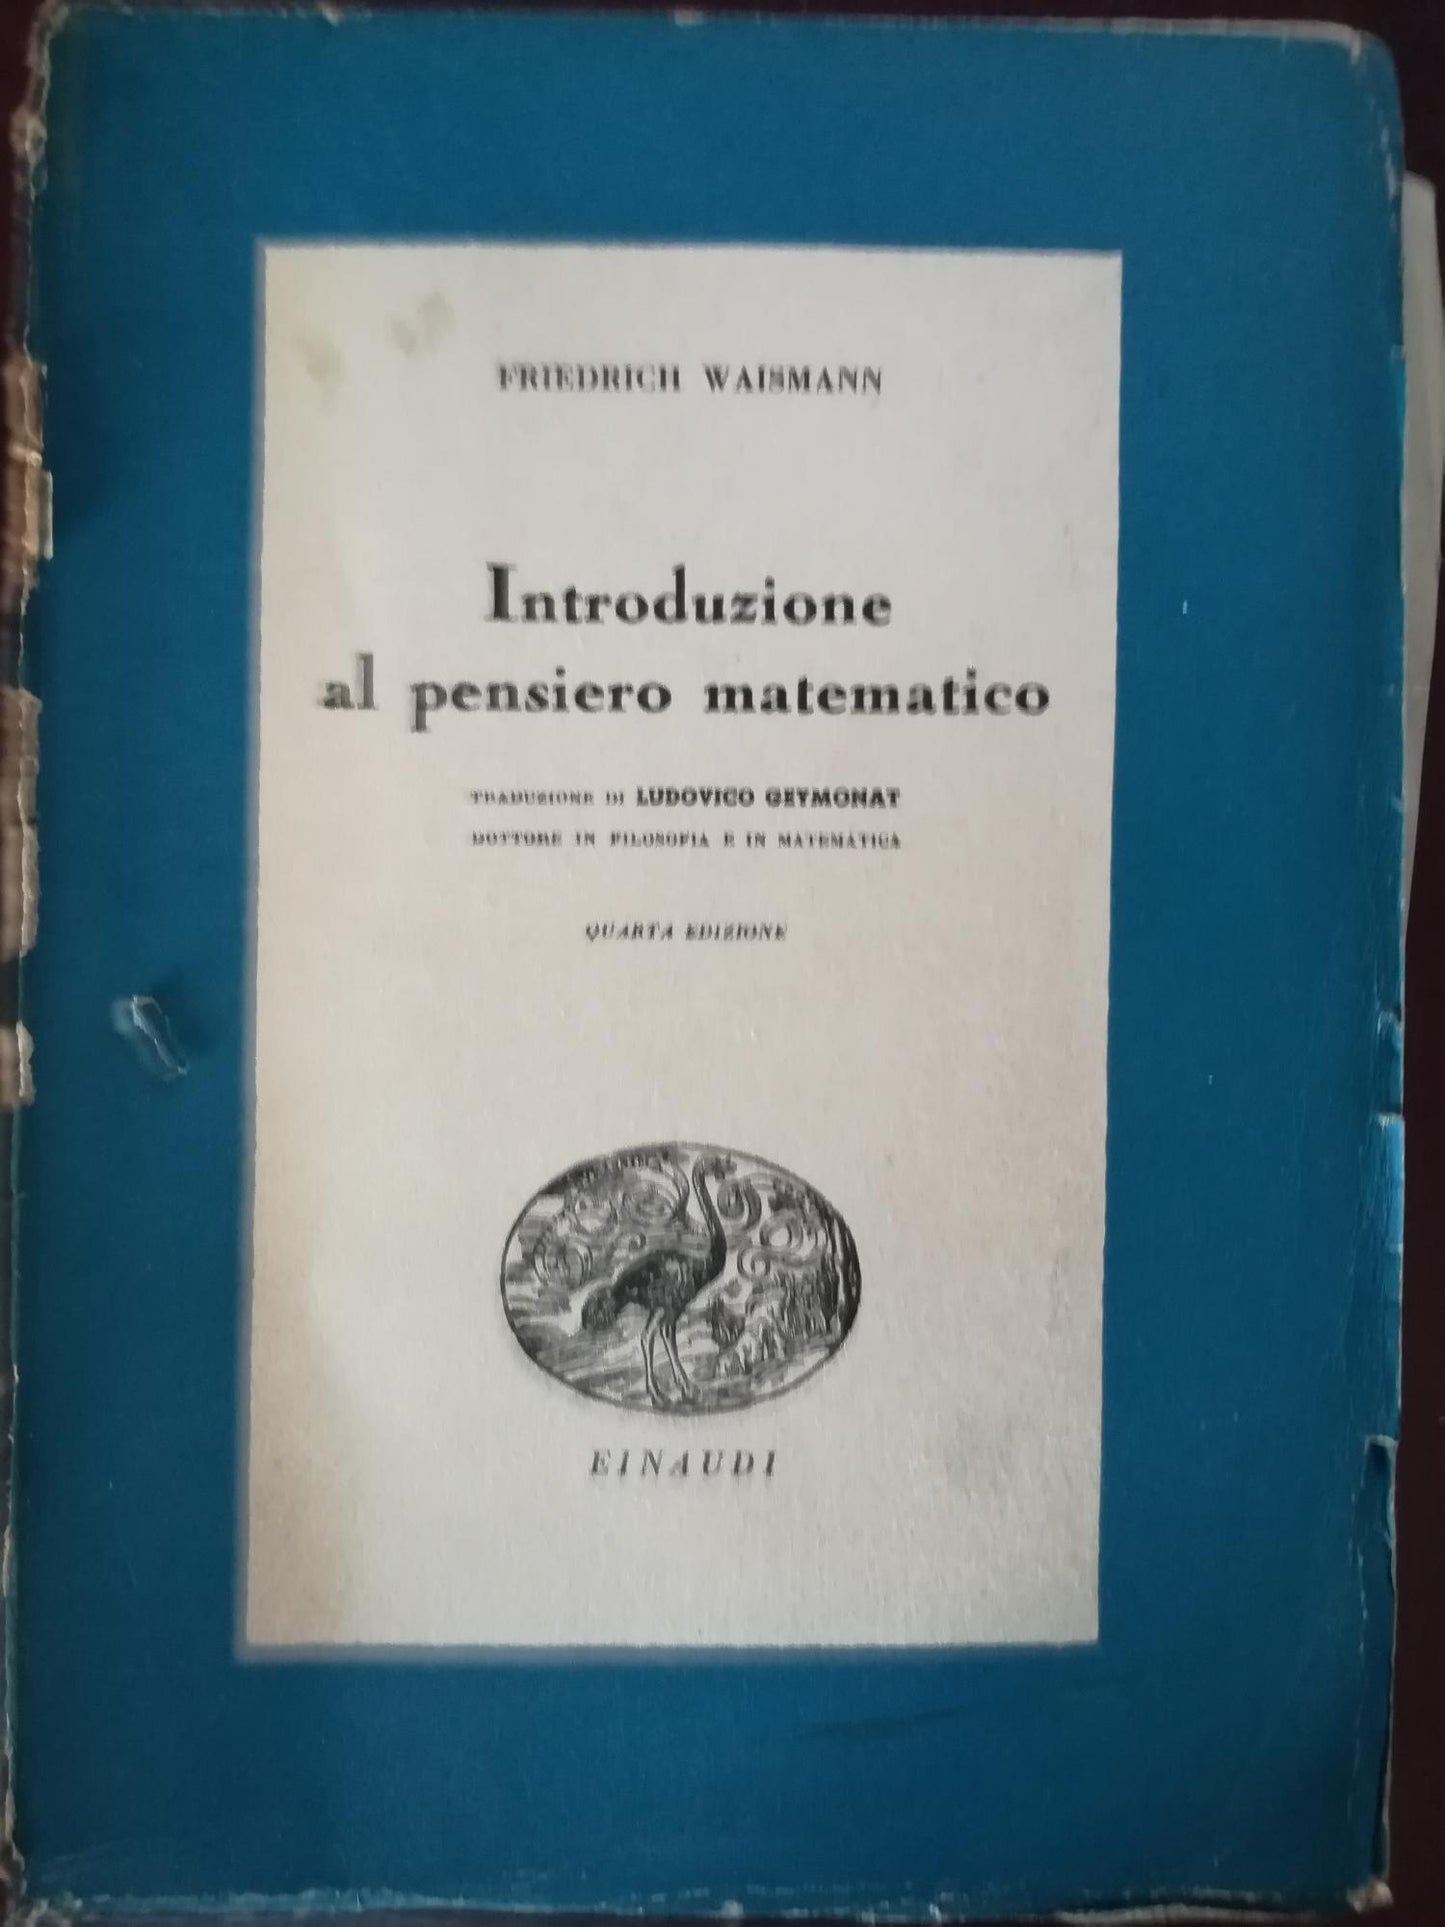 FRIEDRICH WAISMANN
Introduzione
al pensiero matematico
TRADUZIONE DI LUDOVICO GEYMONAT
DOTTORE IN FILOSOFIA E IN MATEMATICA
QUARTA EDIZIONE
EINAUDI